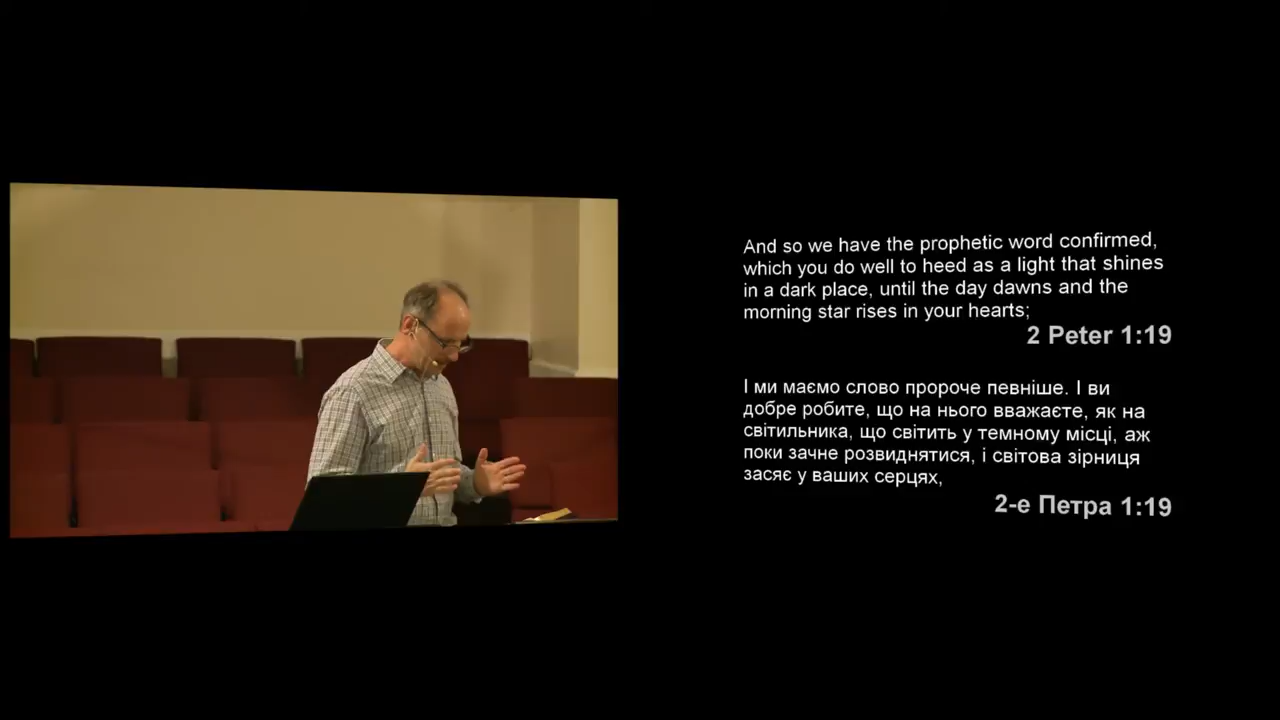 And so we have the prophetic word confirmed,
which you do well to heed as a light that shines
in a dark place, until the day dawns and the
morning star rises in your hearts;
2 Peter 1:19
І ми маємо слово пророче певніше. І ви
добре робите, що на нього вважаєте, як на
світильника, що світить у темному місці, аж
поки зачне розвиднятися, і світова зірниця
засяє у ваших серцях,
2-е Петра 1:19